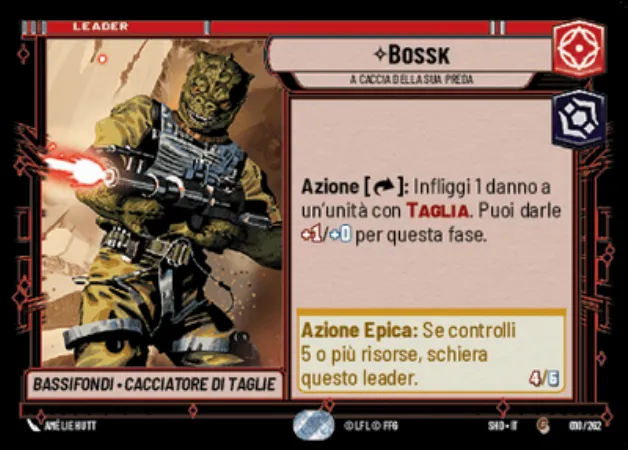 LEADER
BOSSK
A CACCIA DELLA SUA PREDA
Azione [ ]: Infliggi 1 danno a
un'unità con TAGLIA. Puoi darle
+1/+0 per questa fase.
Azione Epica: Se controlli
5 o più risorse, schiera
questo leader.
4/6
BASSIFONDI • CACCIATORE DI TAGLIE
AMÉLIE HUTT
© LFL © FFG
SHD • IT
C
010/262